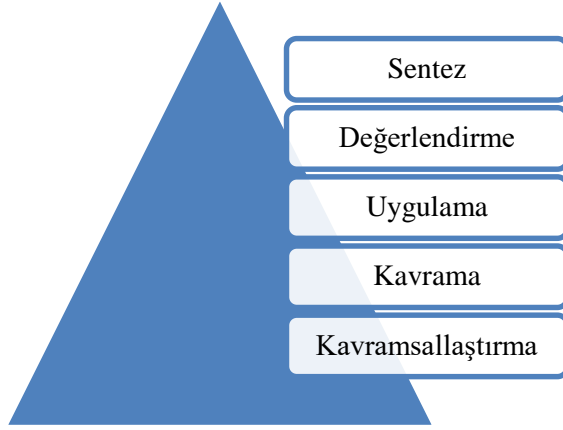 Sentez
Değerlendirme
Uygulama
Kavrama
Kavramsallaştırma